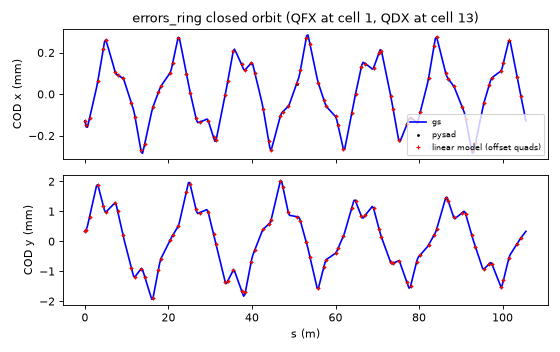 errors_ring closed orbit (QFX at cell 1, QDX at cell 13)
COD x (mm)
0.2
0.0
−0.2
gs
pysad
linear model (offset quads)
COD y (mm)
2
1
0
−1
−2
0 20 40 60 80 100
s (m)